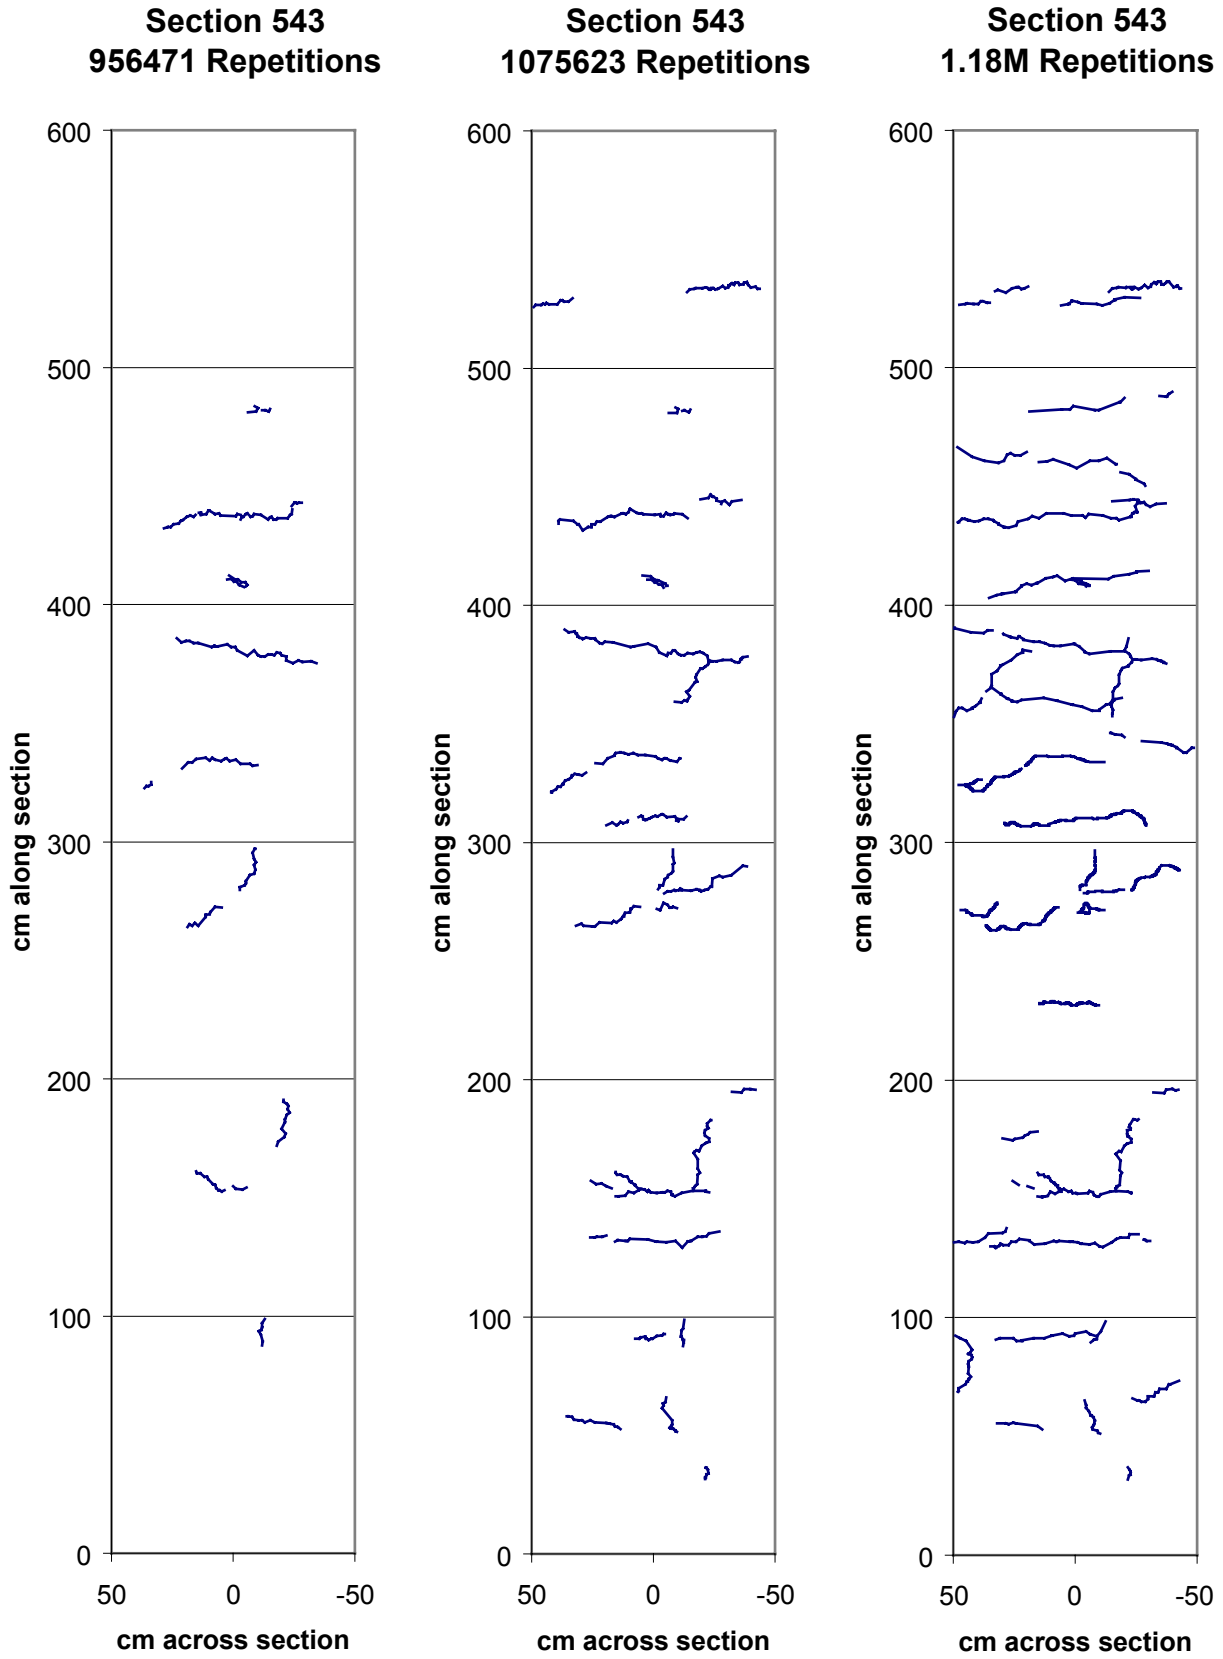 Section 543
956471 Repetitions
600
500
400
300
200
100
0
50 0 -50
cm along section
cm across section
Section 543
1075623 Repetitions
600
500
400
300
200
100
0
50 0 -50
cm along section
cm across section
Section 543
1.18M Repetitions
600
500
400
300
200
100
0
50 0 -50
cm along section
cm across section